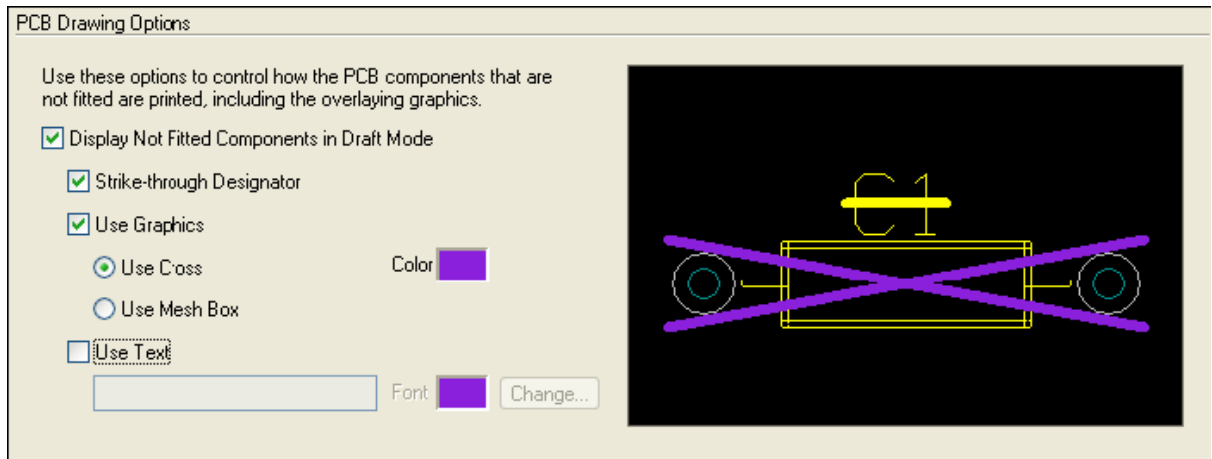 PCB Drawing Options
Use these options to control how the PCB components that are
not fitted are printed, including the overlaying graphics.
Display Not Fitted Components in Draft Mode
Strike-through Designator
C1
Use Graphics
Use Cross Color
Use Mesh Box
Use Text
Font Change...